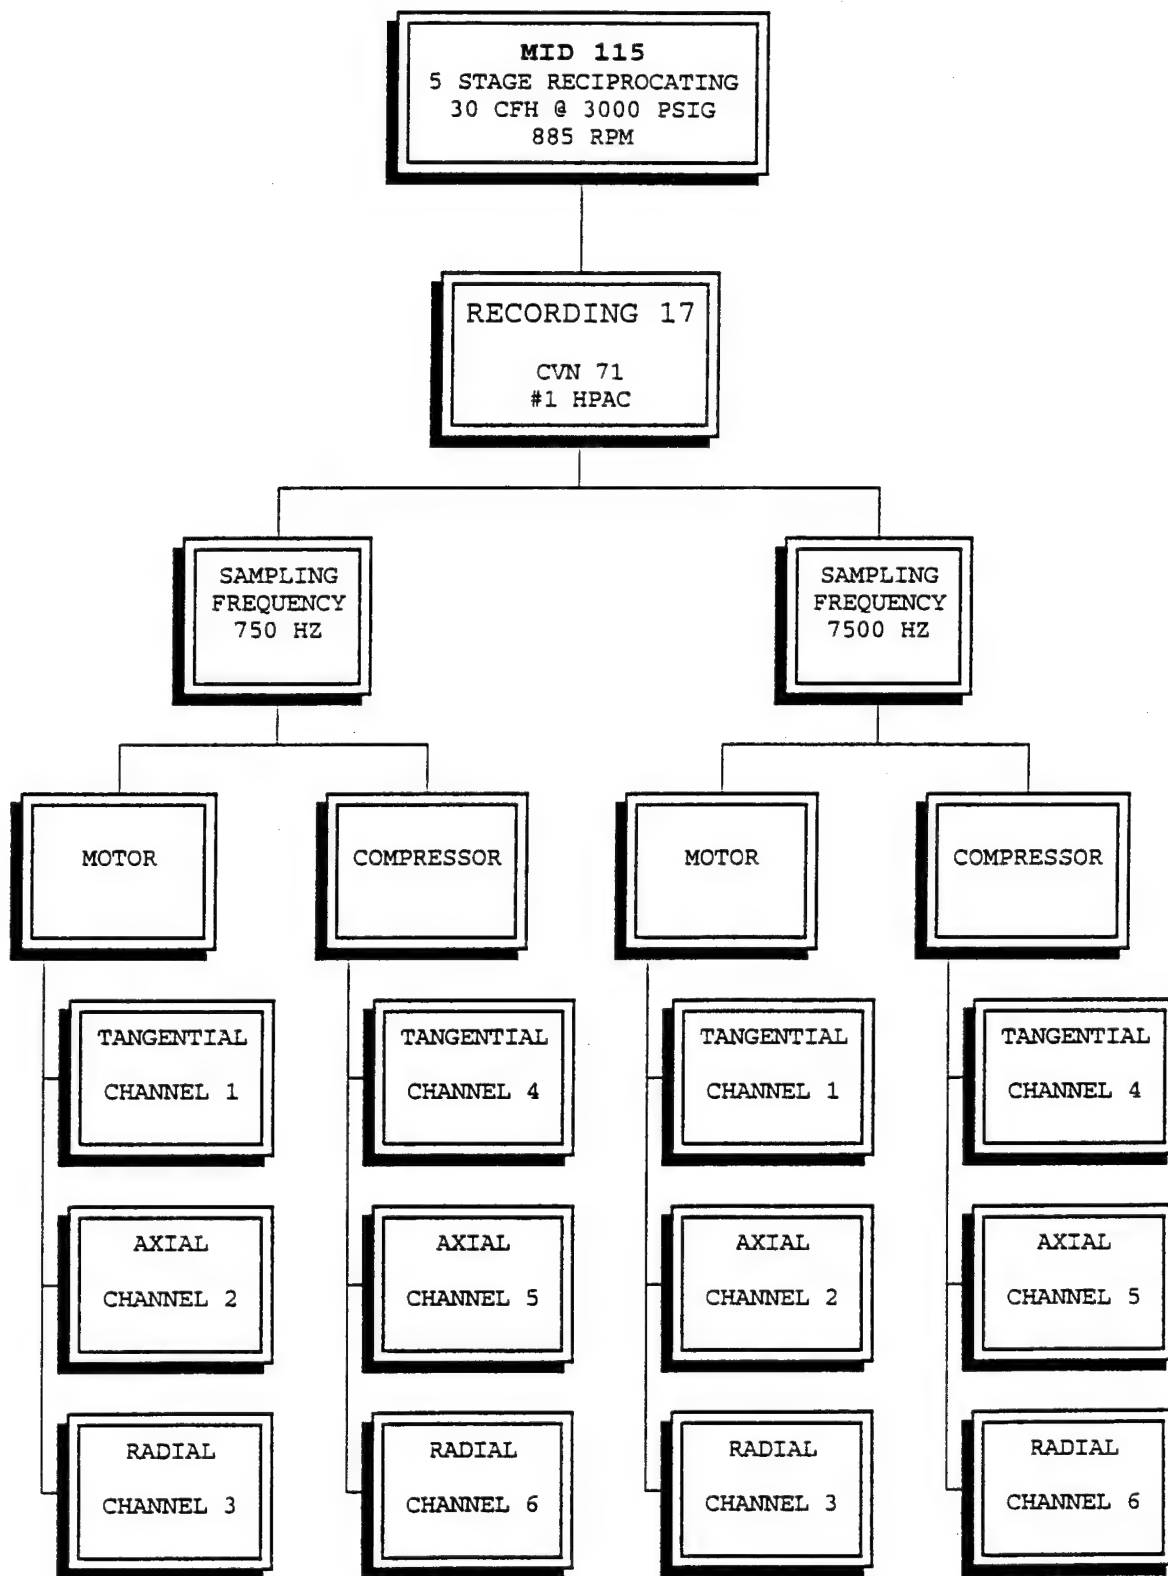 MID 115
5 STAGE RECIPROCATING
30 CFH @ 3000 PSIG
885 RPM
RECORDING 17
CVN 71
#1 HPAC
SAMPLING
FREQUENCY
750 HZ
SAMPLING
FREQUENCY
7500 HZ
MOTOR
COMPRESSOR
MOTOR
COMPRESSOR
TANGENTIAL
CHANNEL 1
TANGENTIAL
CHANNEL 4
TANGENTIAL
CHANNEL 1
TANGENTIAL
CHANNEL 4
AXIAL
CHANNEL 2
AXIAL
CHANNEL 5
AXIAL
CHANNEL 2
AXIAL
CHANNEL 5
RADIAL
CHANNEL 3
RADIAL
CHANNEL 6
RADIAL
CHANNEL 3
RADIAL
CHANNEL 6